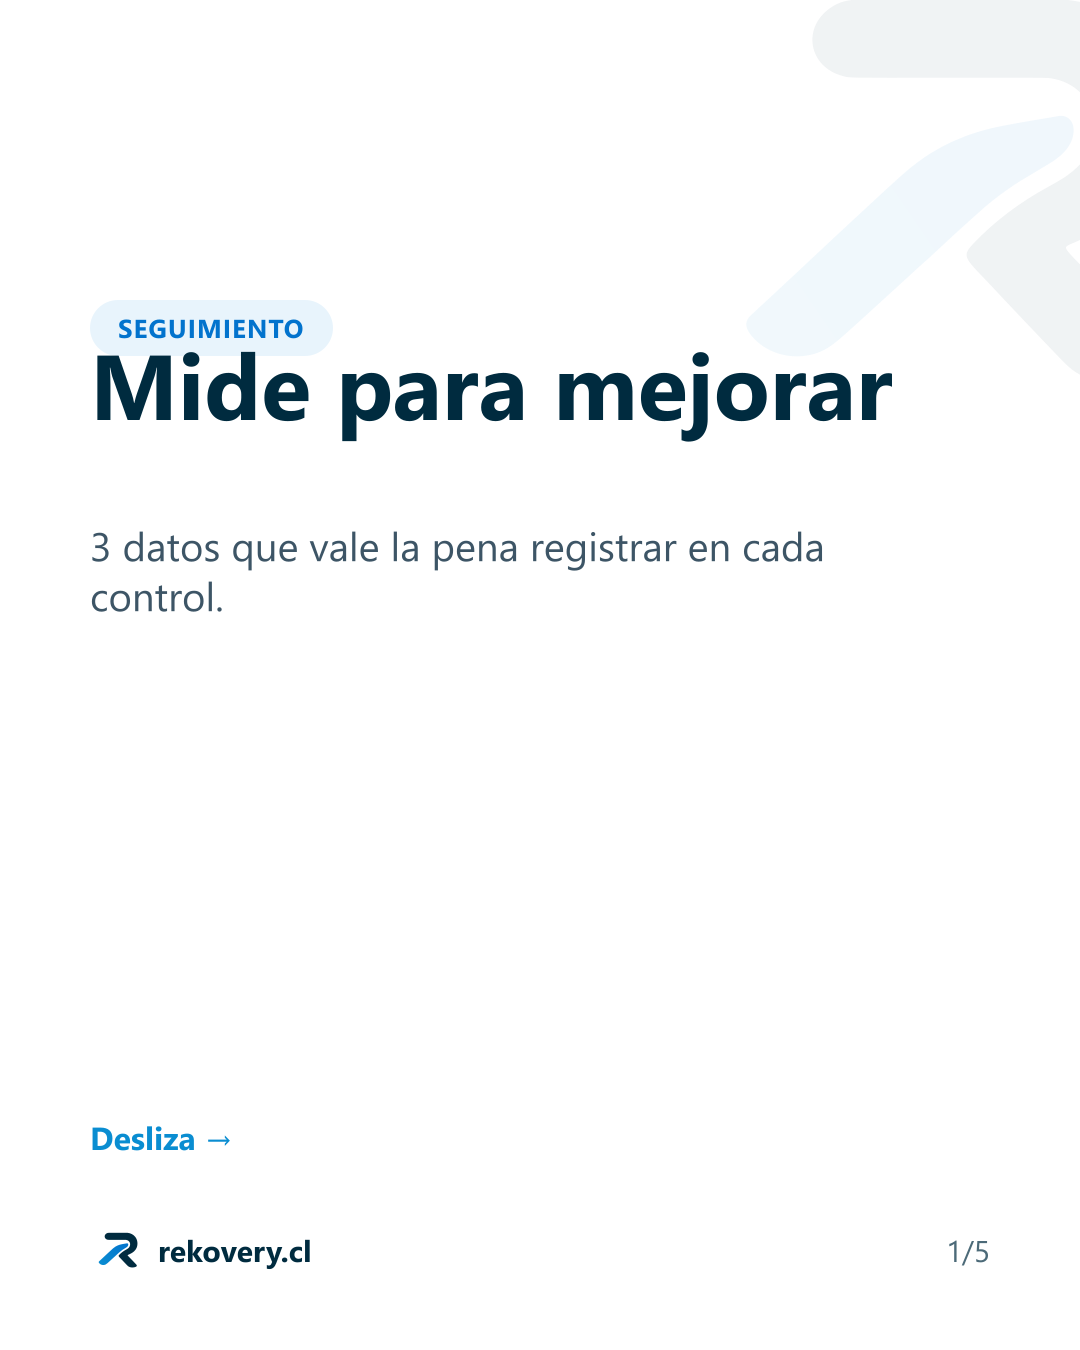 SEGUIMIENTO
Mide para mejorar
3 datos que vale la pena registrar en cada
control.
Desliza →
rekovery.cl
1/5